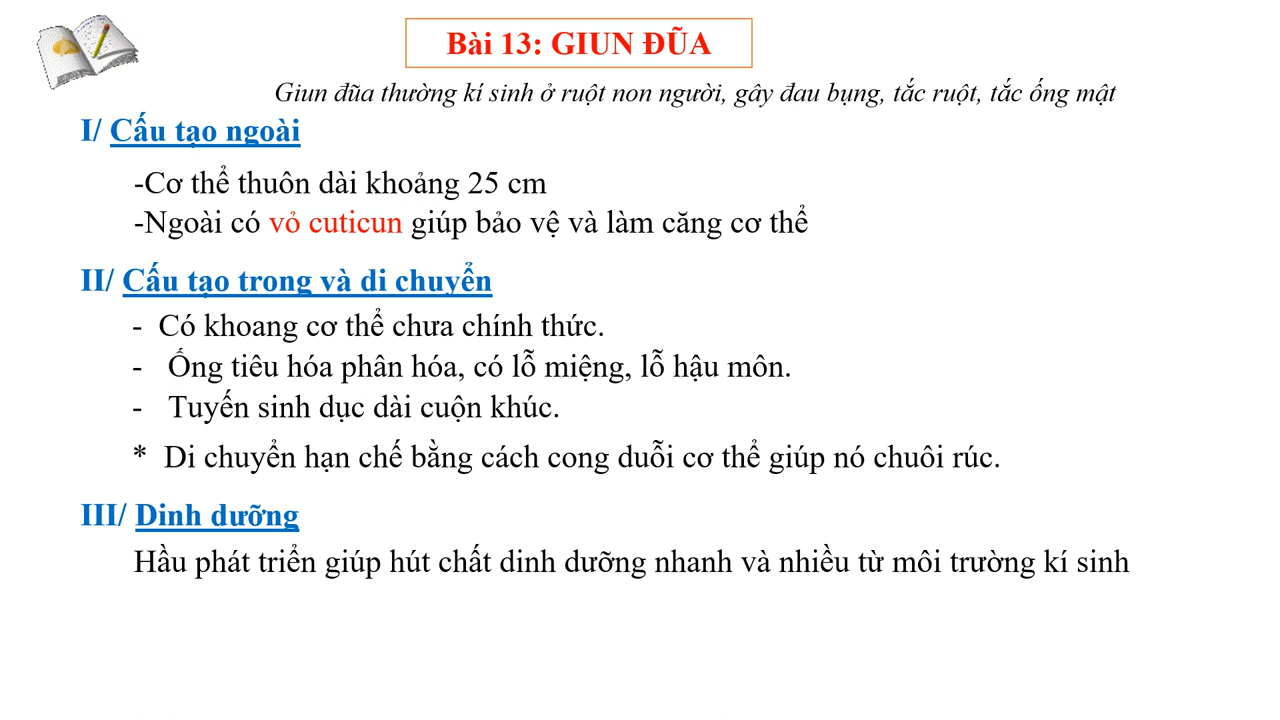 Bài 13: GIUN ĐŨA
Giun đũa thường kí sinh ở ruột non người, gây đau bụng, tắc ruột, tắc ống mật
I/ Cấu tạo ngoài
-Cơ thể thuôn dài khoảng 25 cm
-Ngoài có vỏ cuticun giúp bảo vệ và làm căng cơ thể
II/ Cấu tạo trong và di chuyển
- Có khoang cơ thể chưa chính thức.
- Ống tiêu hóa phân hóa, có lỗ miệng, lỗ hậu môn.
- Tuyến sinh dục dài cuộn khúc.
* Di chuyển hạn chế bằng cách cong duỗi cơ thể giúp nó chuôi rúc.
III/ Dinh dưỡng
Hầu phát triển giúp hút chất dinh dưỡng nhanh và nhiều từ môi trường kí sinh